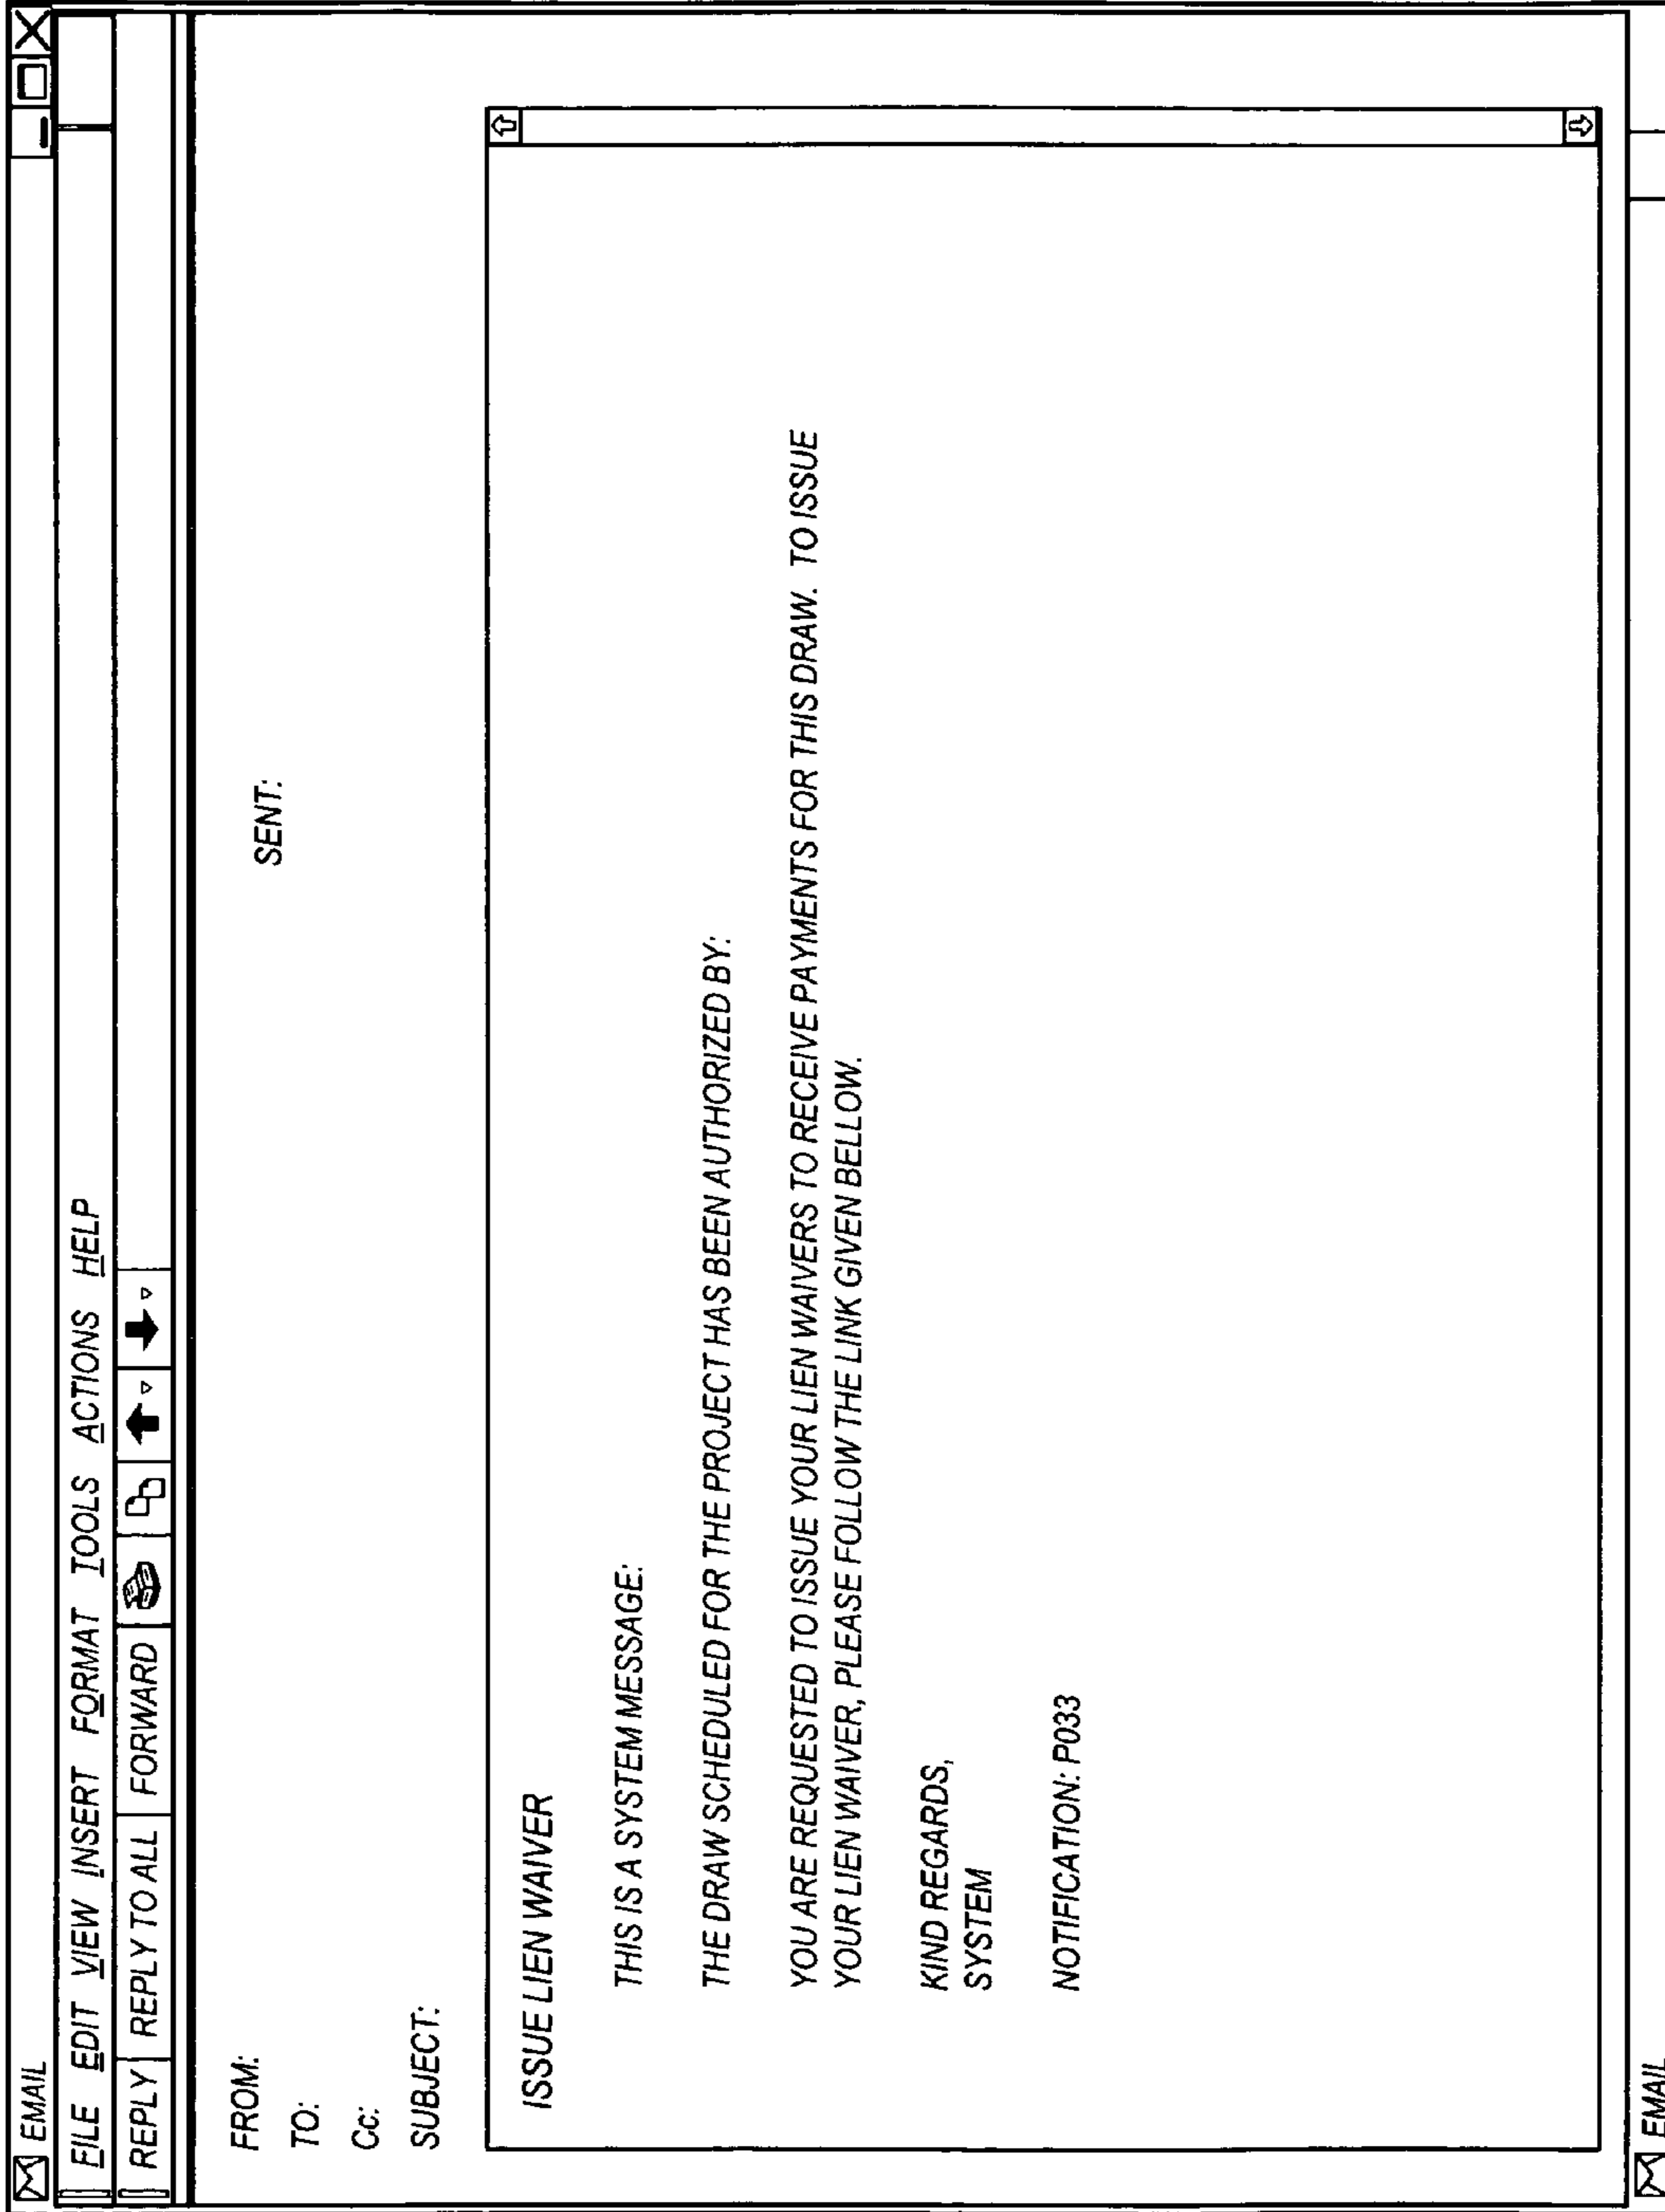 EMAIL
FILE EDIT VIEW INSERT FORMAT TOOLS ACTIONS HELP
REPLY REPLY TO ALL FORWARD
FROM:
SENT:
TO:
Cc:
SUBJECT:
ISSUE LIEN WAIVER
THIS IS A SYSTEM MESSAGE:
THE DRAW SCHEDULED FOR THE PROJECT HAS BEEN AUTHORIZED BY:
YOU ARE REQUESTED TO ISSUE YOUR LIEN WAIVERS TO RECEIVE PAYMENTS FOR THIS DRAW. TO ISSUE
YOUR LIEN WAIVER, PLEASE FOLLOW THE LINK GIVEN BELLOW.
KIND REGARDS,
SYSTEM
NOTIFICATION: P033
EMAIL